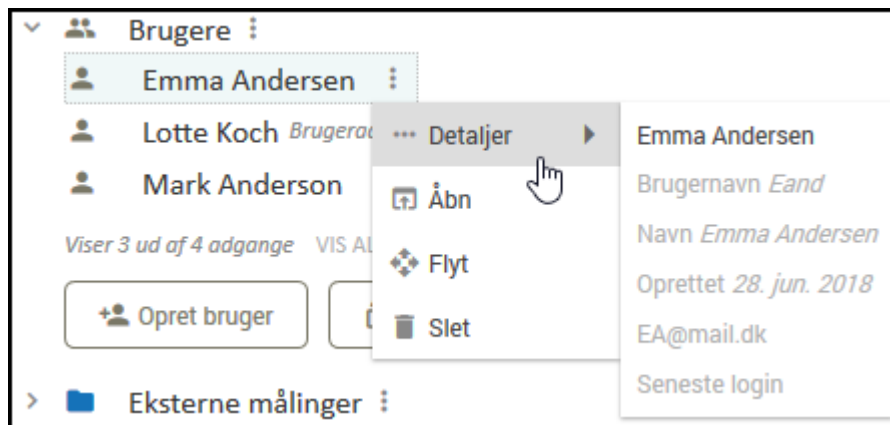 Brugere
Emma Andersen
Lotte Koch
Mark Anderson
Viser 3 ud af 4 adgange VIS
Opret bruger
Eksterne målinger
Detaljer
Åbn
Flyt
Slet
Emma Andersen
Brugernavn Eand
Navn Emma Andersen
Oprettet 28. jun. 2018
EA@mail.dk
Seneste login